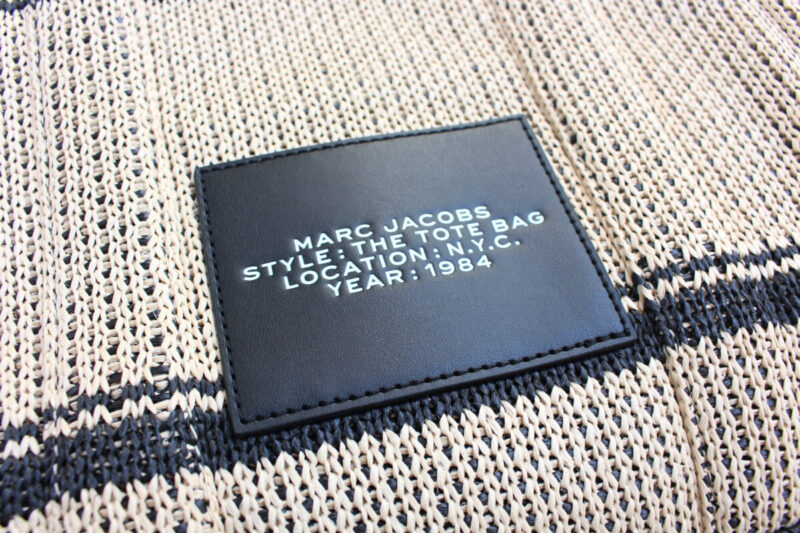 MARC JACOBS
STYLE : THE TOTE BAG
LOCATION : N.Y.C.
YEAR : 1984